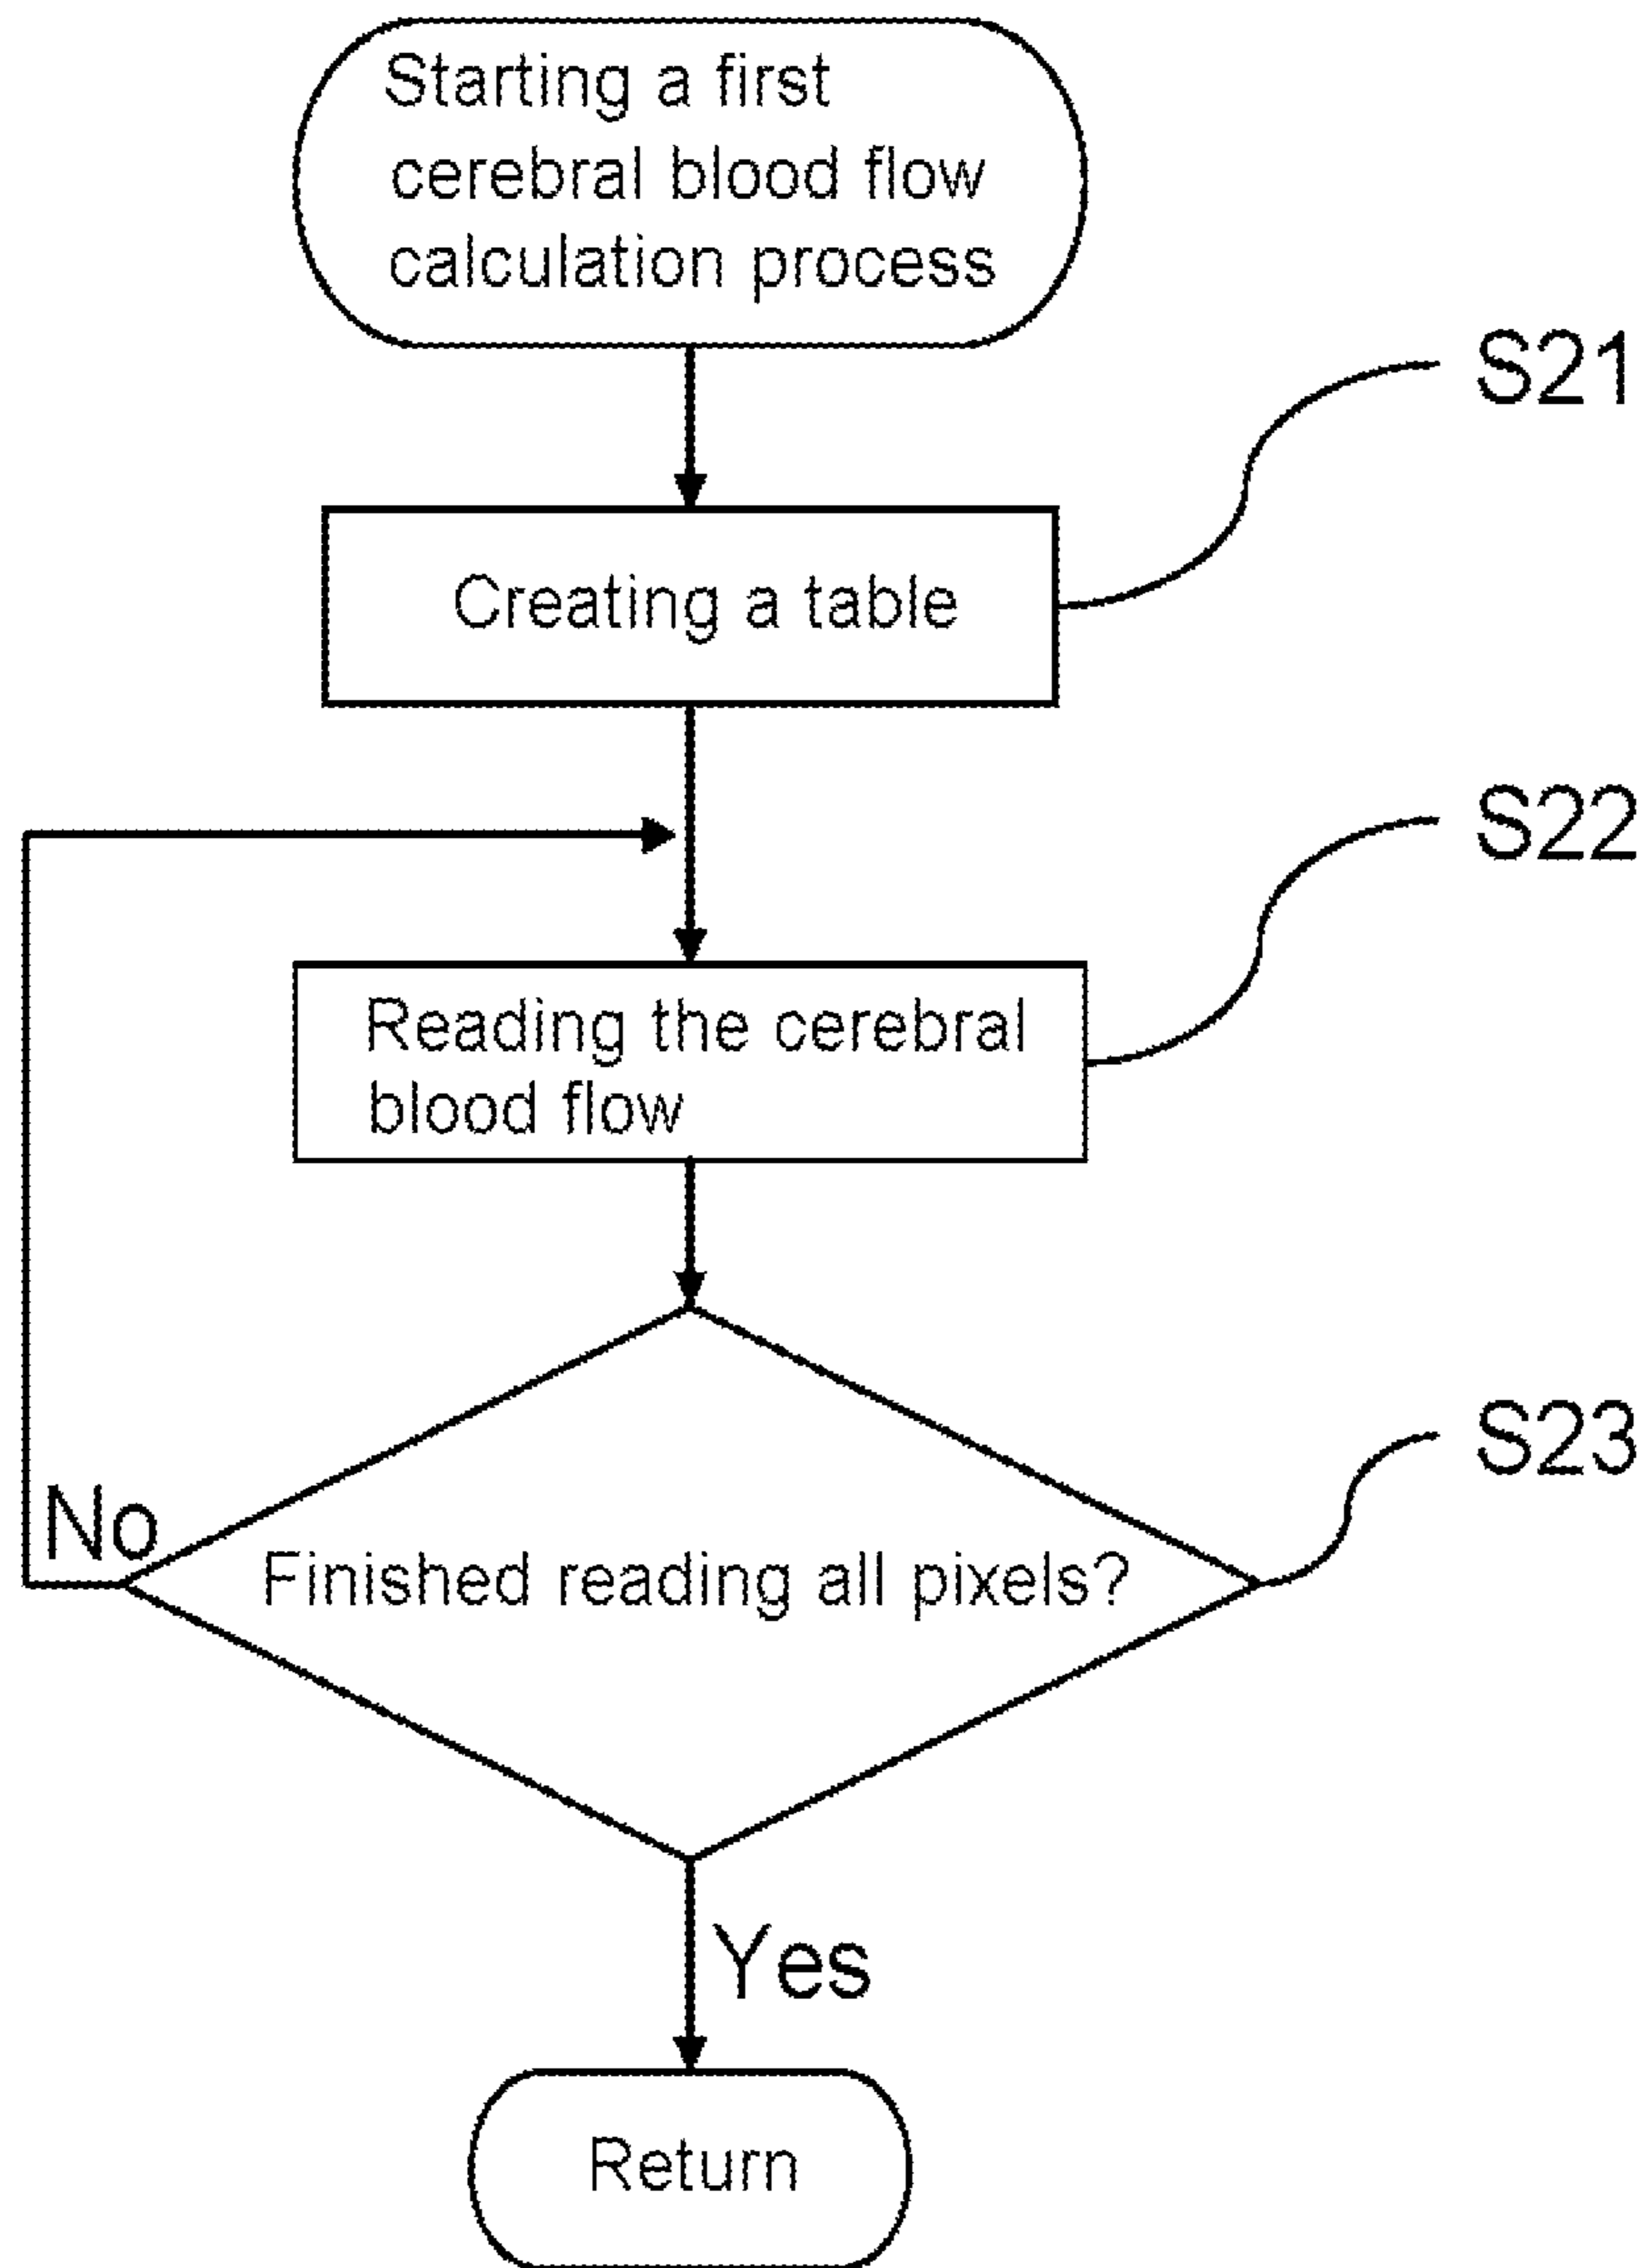 Starting a first
cerebral blood flow
calculation process
S21
Creating a table
S22
Reading the cerebral
blood flow
S23
No
Finished reading all pixels?
Yes
Return